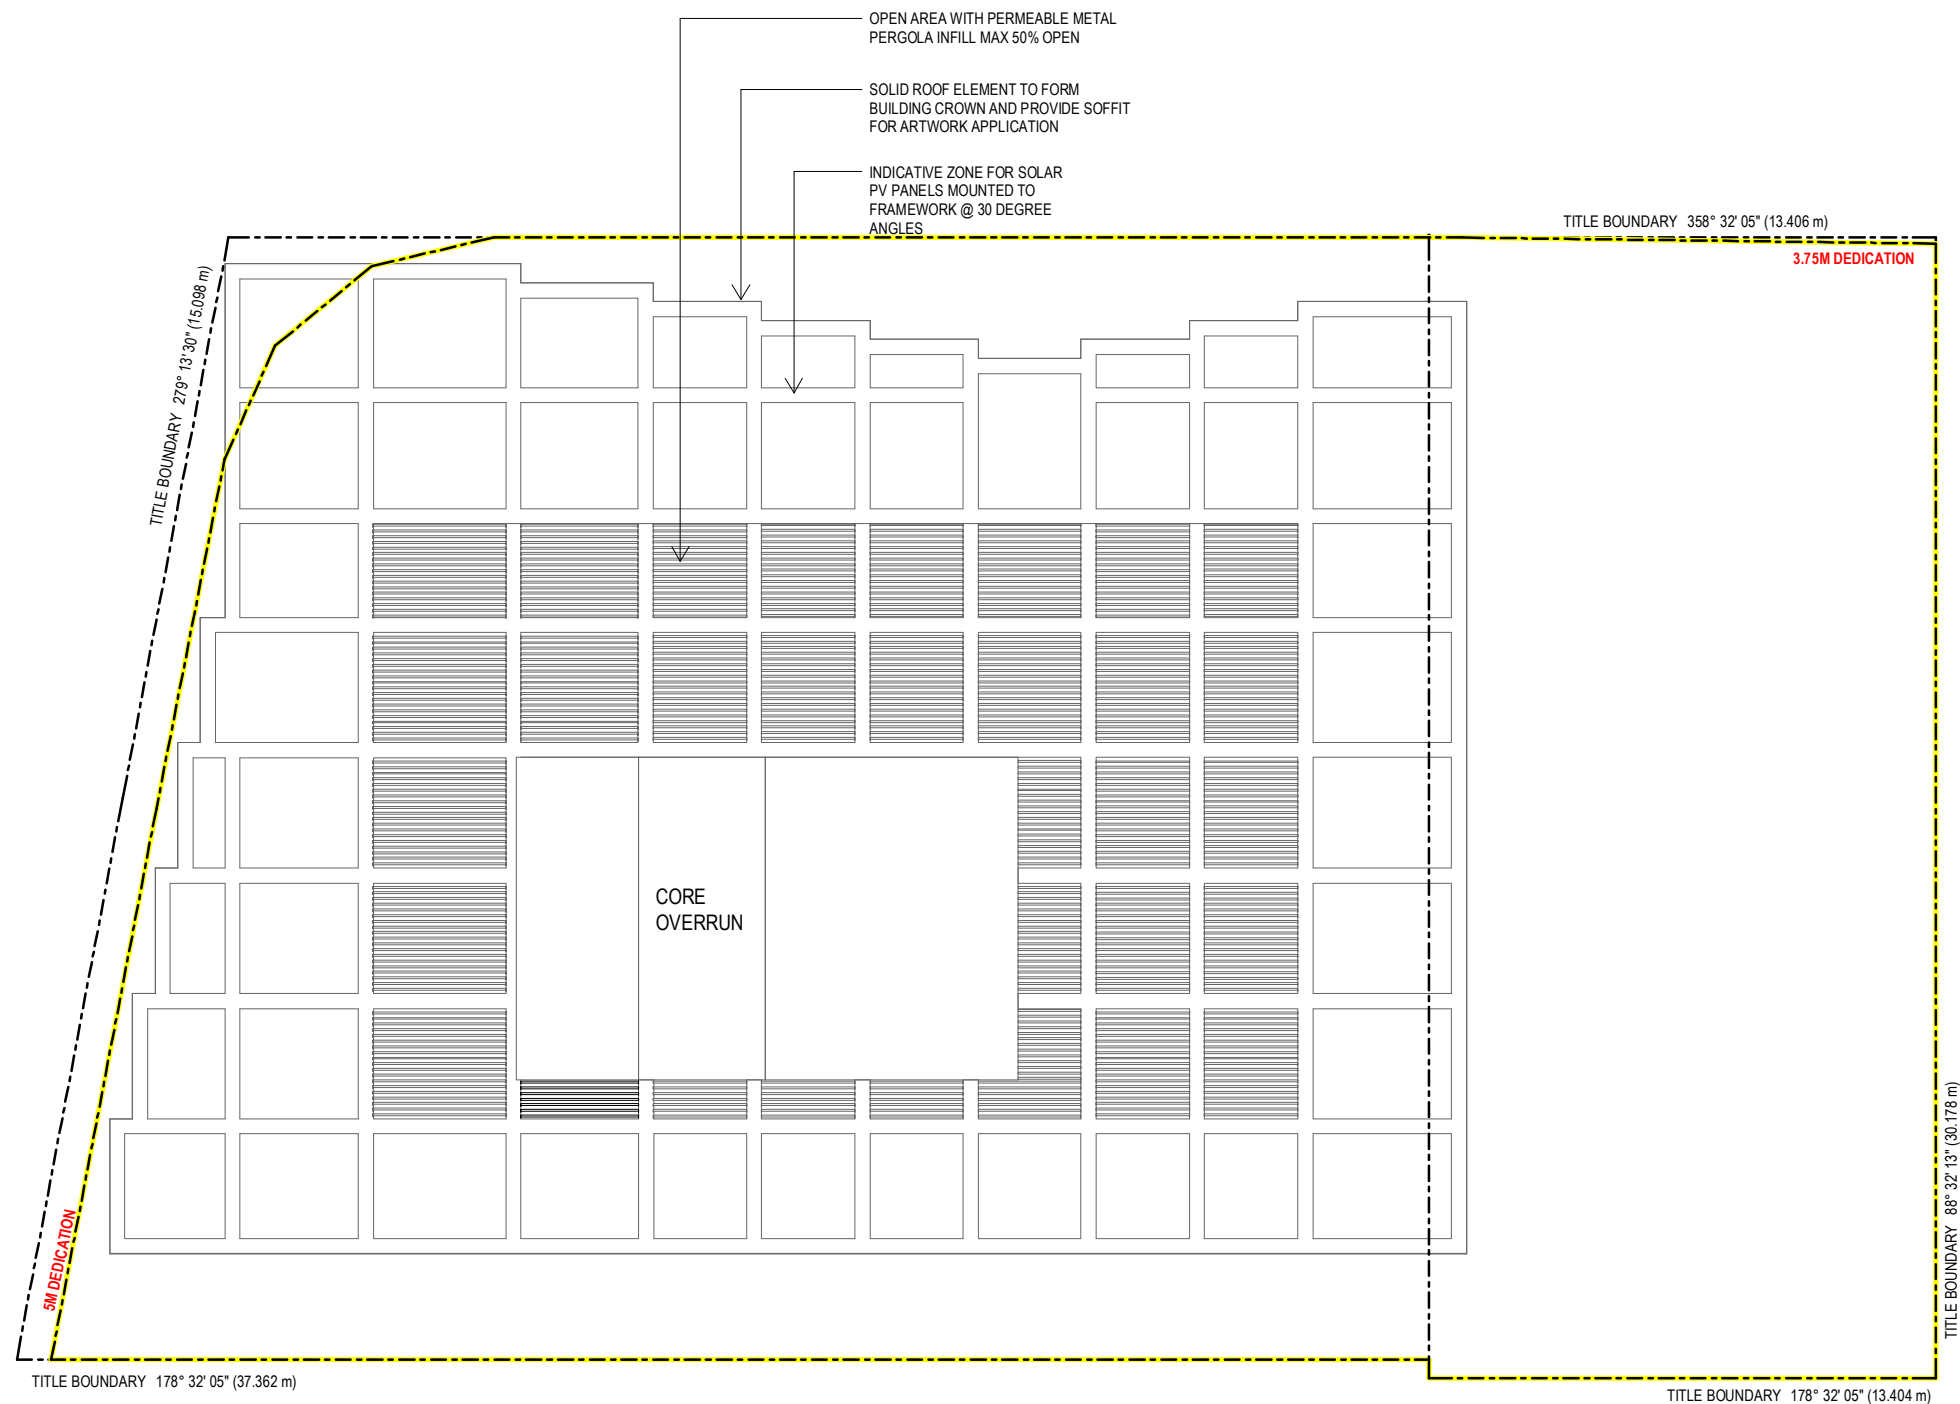 OPEN AREA WITH PERMEABLE METAL
PERGOLA INFILL MAX 50% OPEN
SOLID ROOF ELEMENT TO FORM
BUILDING CROWN AND PROVIDE SOFFIT
FOR ARTWORK APPLICATION
INDICATIVE ZONE FOR SOLAR
PV PANELS MOUNTED TO
FRAMEWORK @ 30 DEGREE
ANGLES
TITLE BOUNDARY 358° 32' 05" (13.406 m)
3.75M DEDICATION
TITLE BOUNDARY 279° 13' 30" (15.098 m)
CORE
OVERRUN
5M DEDICATION
TITLE BOUNDARY 88° 32' 13" (30.178 m)
TITLE BOUNDARY 178° 32' 05" (37.362 m)
TITLE BOUNDARY 178° 32' 05" (13.404 m)